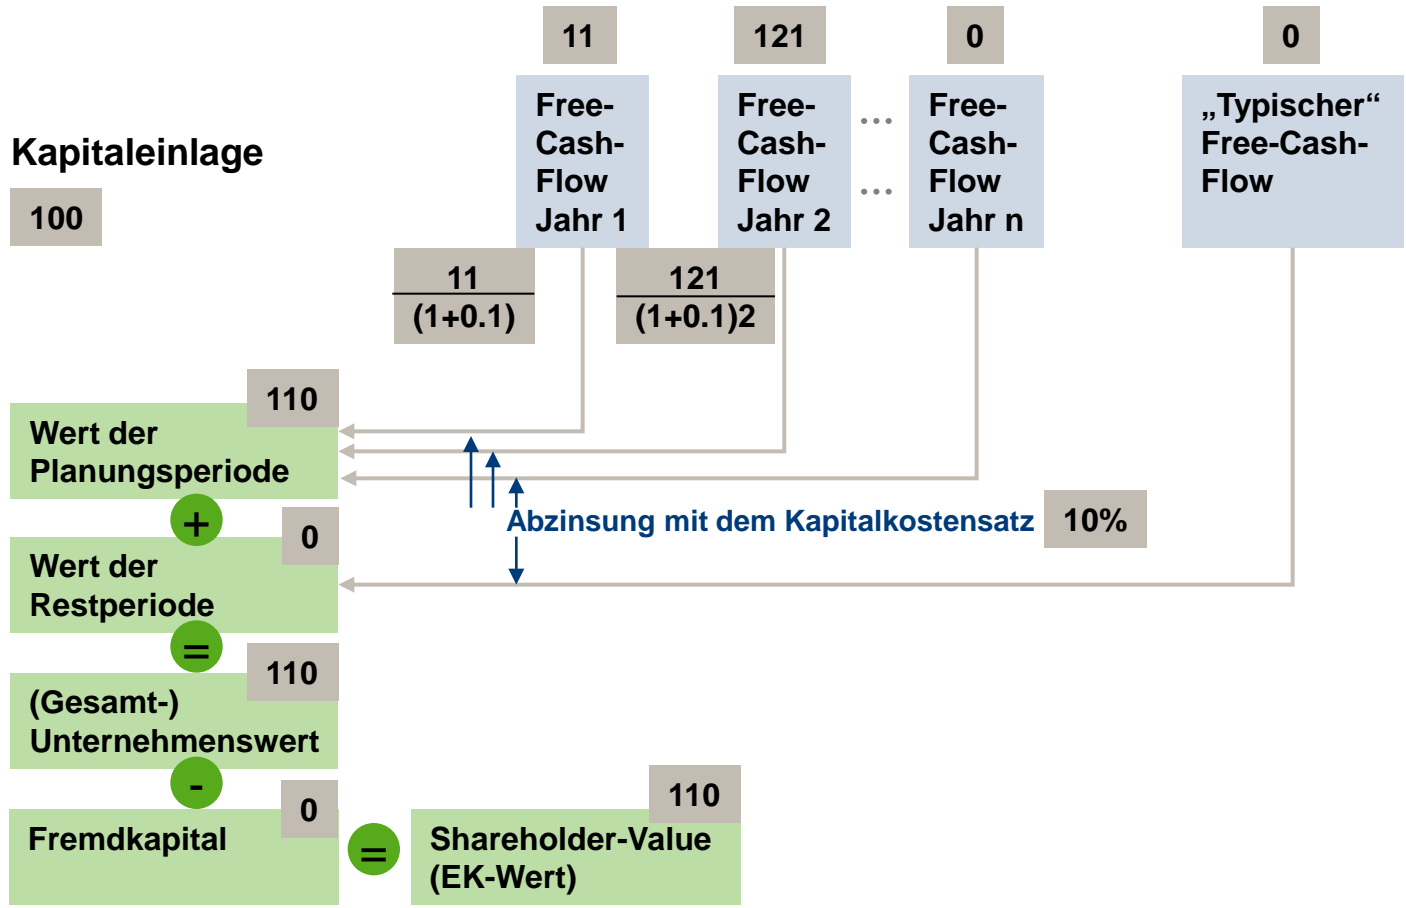 11
121
0
0
Free-
Cash-
Flow
Jahr 1
Free-
Cash-
Flow
Jahr 2
...
...
Free-
Cash-
Flow
Jahr n
„Typischer“
Free-Cash-
Flow
Kapitaleinlage
100
11
(1+0.1)
121
(1+0.1)2
110
Wert der
Planungsperiode
+
0
Abzinsung mit dem Kapitalkostensatz
10%
Wert der
Restperiode
=
110
(Gesamt-)
Unternehmenswert
-
0
Fremdkapital
=
110
Shareholder-Value
(EK-Wert)